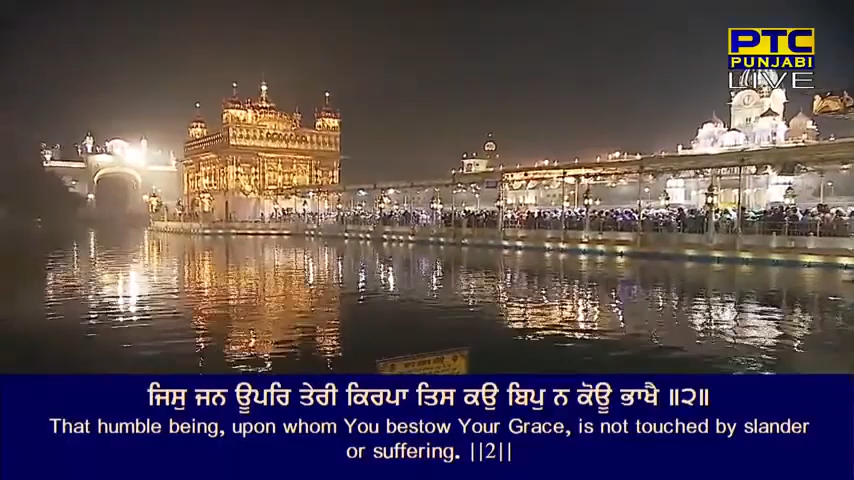 PTC
PUNJABI
LIVE
ਜਿਸੁ ਜਨ ਊਪਰਿ ਤੇਰੀ ਕਿਰਪਾ ਤਿਸ ਕਉ ਬਿਪੁ ਨ ਕੋਊ ਭਾਖੈ ॥੨॥
That humble being, upon whom You bestow Your Grace, is not touched by slander
or suffering. ||2||